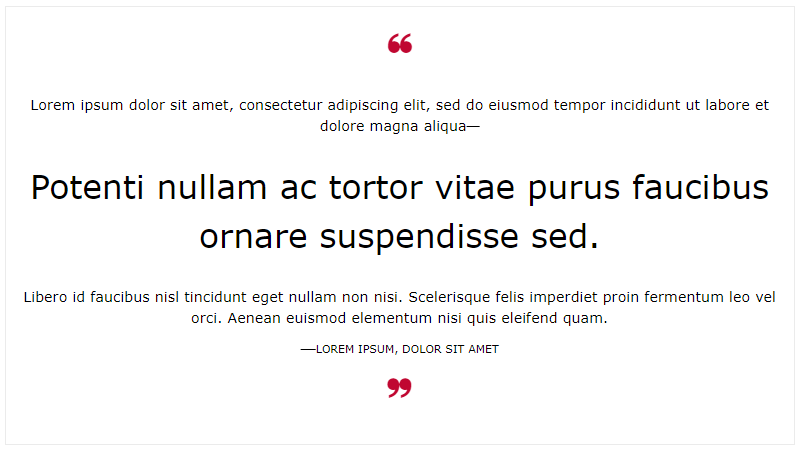 ❝
Lorem ipsum dolor sit amet, consectetur adipiscing elit, sed do eiusmod tempor incididunt ut labore et
dolore magna aliqua—
Potenti nullam ac tortor vitae purus faucibus
ornare suspendisse sed.
Libero id faucibus nisl tincidunt eget nullam non nisi. Scelerisque felis imperdiet proin fermentum leo vel
orci. Aenean euismod elementum nisi quis eleifend quam.
—LOREM IPSUM, DOLOR SIT AMET
❞